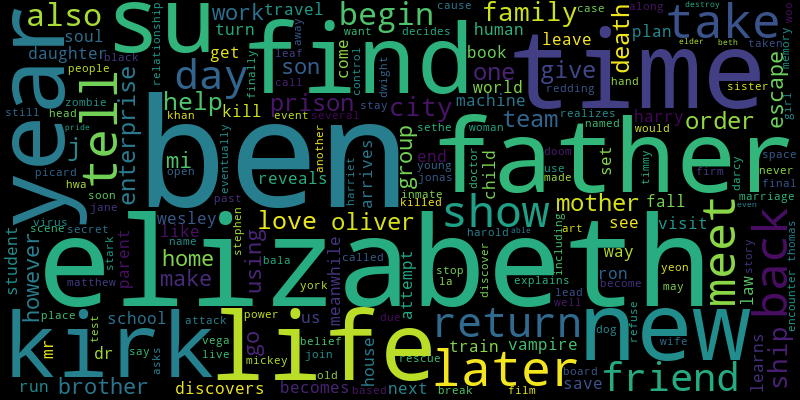 su
find
begin
work
travel
family
case
destroy
take
woo
also
soul
daughter
black
people
zombie
still
head
pride
picard
hwa
soon
jane
virus
scene
secret
student
however
parent
stark
matthew
year
tell
enterprise
j
relationship
turn
get
day
son
help
kill
khan
mi
open
ben
finally
leaf
call
event
several
prison
reveals
another
harriet
killed
come
control
want
away
dwight
stay
city
arrives
group
end
young
jonas
inmate
cause
decides
human
book
one
world
machine
team
sethe
woman
doctor
child
time
leave
give
redding
realizes
named
use
made
doom
set
death
plan
hand
order
harry
would
timmy
firm
darcy
along
elder
beth
taken
sister
escape
memory
girl
space
never
final
marriage
even
father
eventually
past
wesley
like
name
home
make
using
stephen
love
bala
york
oliver
meanwhile
called
show
harold
able
mother
art
see
including
way
ron
become
yeon
may
fall
visit
refuse
meet
law
story
back
encounter
thomas
elizabeth
attempt
stop
la
discover
explains
lead
well
place
mr
test
dr
say
school
asks
attack
vega
live
kirk
power
go
mickey
us
belief
join
old
life
due
house
rescue
return
train
vampire
later
dog
new
wife
board
save
friend
learns
ship
run
brother
discovers
becomes
based
next
break
film